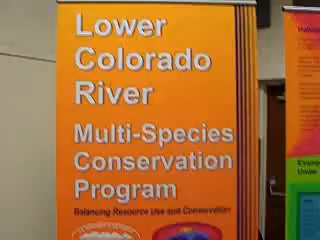 Lower
Colorado
River
Multi-Species
Conservation
Program
Balancing Resource Use and Conservation